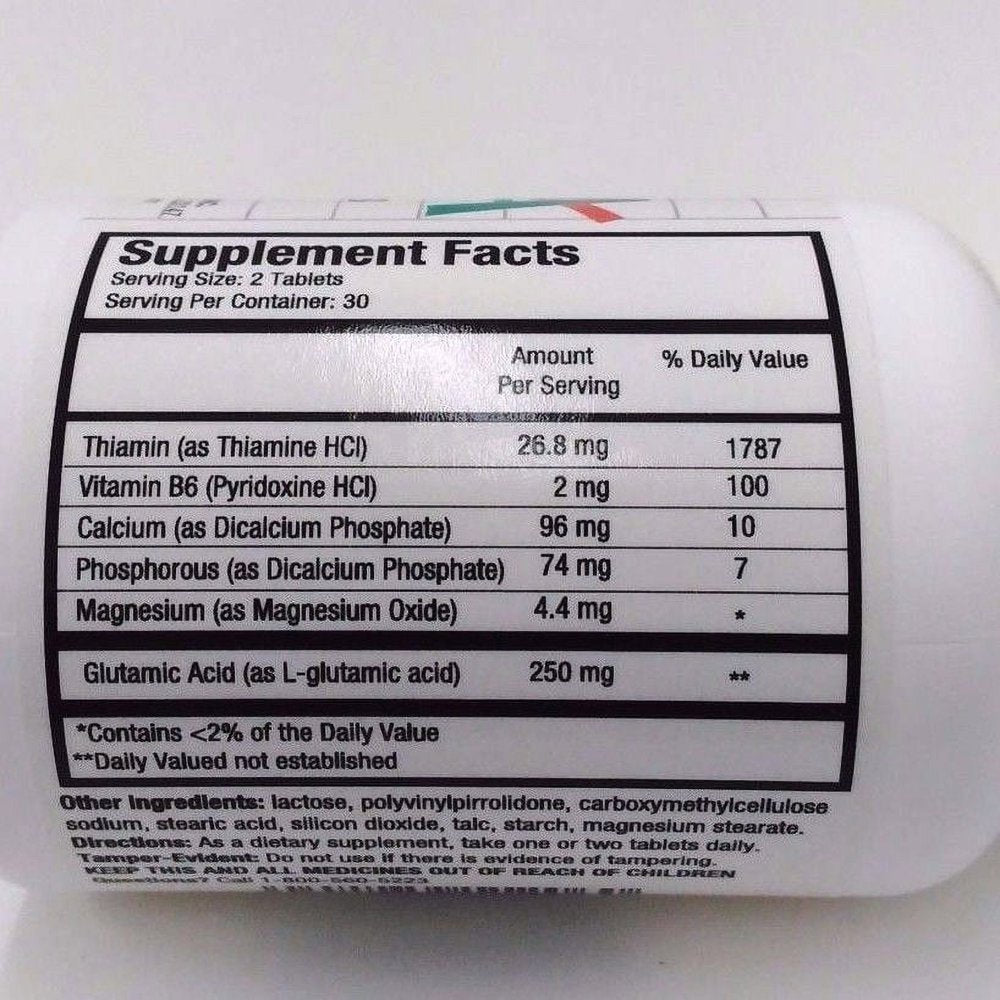 Supplement Facts
Serving Size: 2 Tablets
Serving Per Container: 30
Amount Per Serving % Daily Value
Thiamin (as Thiamine HCl) 26.8 mg 1787
Vitamin B6 (Pyridoxine HCl) 2 mg 100
Calcium (as Dicalcium Phosphate) 96 mg 10
Phosphorous (as Dicalcium Phosphate) 74 mg 7
Magnesium (as Magnesium Oxide) 4.4 mg *
Glutamic Acid (as L-glutamic acid) 250 mg **
*Contains <2% of the Daily Value
**Daily Valued not established
Other Ingredients: lactose, polyvinylpirrolidone, carboxymethylcellulose
sodium, stearic acid, silicon dioxide, talc, starch, magnesium stearate.
Directions: As a dietary supplement, take one or two tablets daily.
Tamper-Evident: Do not use if there is evidence of tampering.
KEEP THIS AND ALL MEDICINES OUT OF REACH OF CHILDREN
Questions? Call